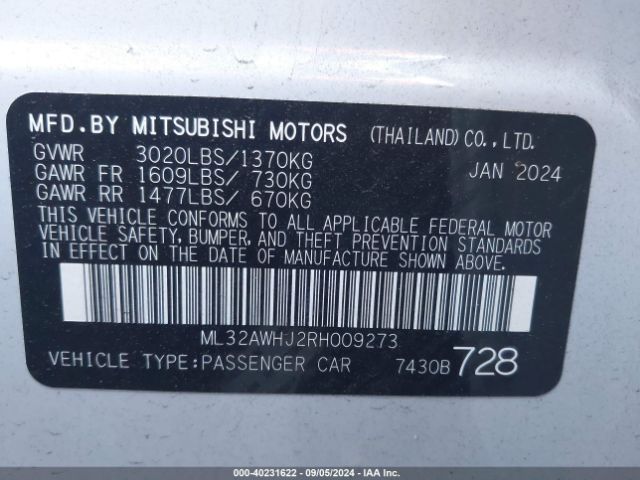 MFD.BY MITSUBISHI MOTORS (THAILAND) CO., LTD.
GVWR 3020LBS/1370KG JAN 2024
GAWR FR 1609LBS/ 730KG
GAWR RR 1477LBS/ 670KG
THIS VEHICLE CONFORMS TO ALL APPLICABLE FEDERAL MOTOR
VEHICLE SAFETY, BUMPER, AND THEFT PREVENTION STANDARDS
IN EFFECT ON THE DATE OF MANUFACTURE SHOWN ABOVE.
ML32AWHJ2RH009273
VEHICLE TYPE:PASSENGER CAR 7430B 728
000-40231622 - 09/05/2024 - IAA Inc.